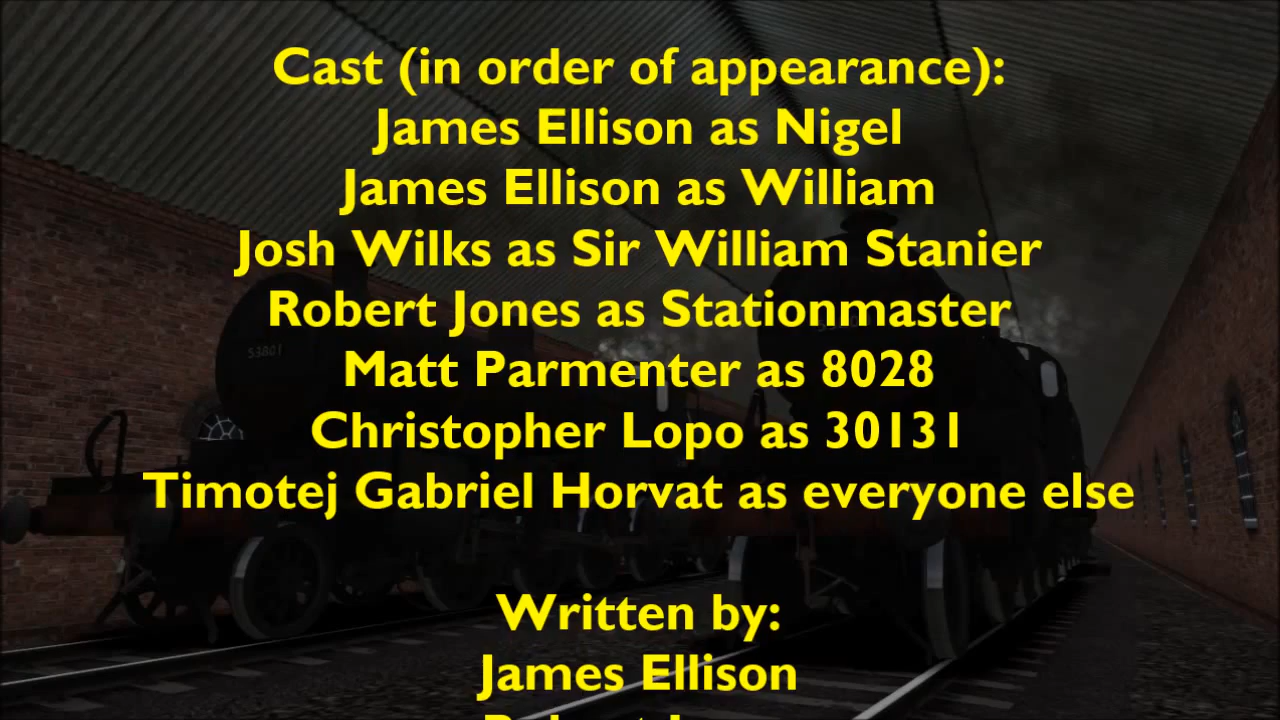 Cast (in order of appearance):
James Ellison as Nigel
James Ellison as William
Josh Wilks as Sir William Stanier
Robert Jones as Stationmaster
Matt Parmenter as 8028
Christopher Lopo as 30131
Timotej Gabriel Horvat as everyone else
Written by:
James Ellison
53801